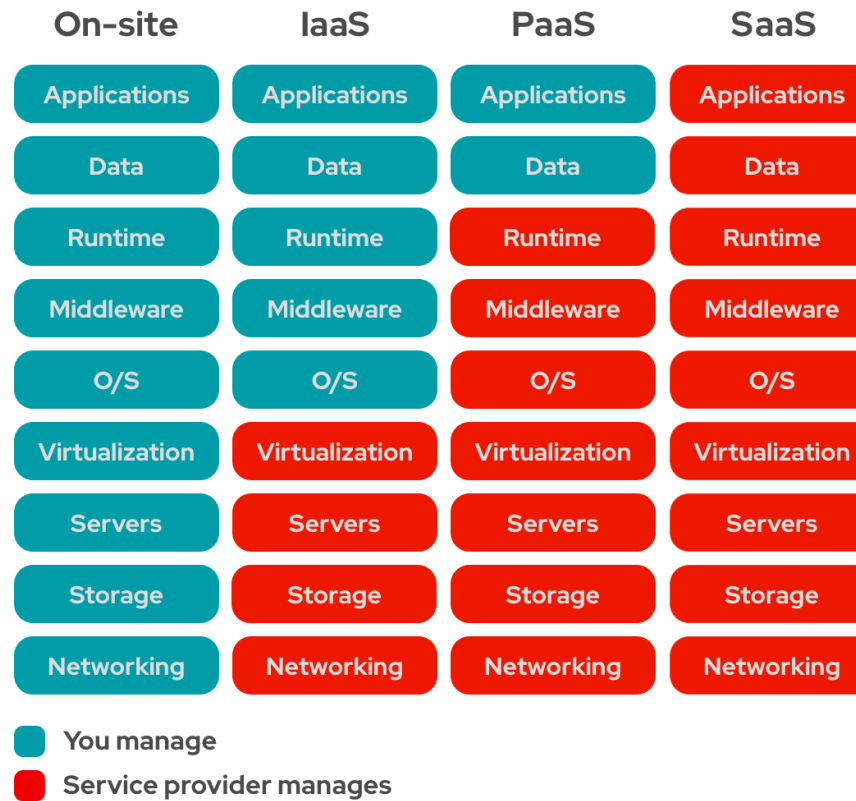 On-site IaaS PaaS SaaS
Applications Applications Applications Applications
Data Data Data Data
Runtime Runtime Runtime Runtime
Middleware Middleware Middleware Middleware
O/S O/S O/S O/S
Virtualization Virtualization Virtualization Virtualization
Servers Servers Servers Servers
Storage Storage Storage Storage
Networking Networking Networking Networking
You manage
Service provider manages